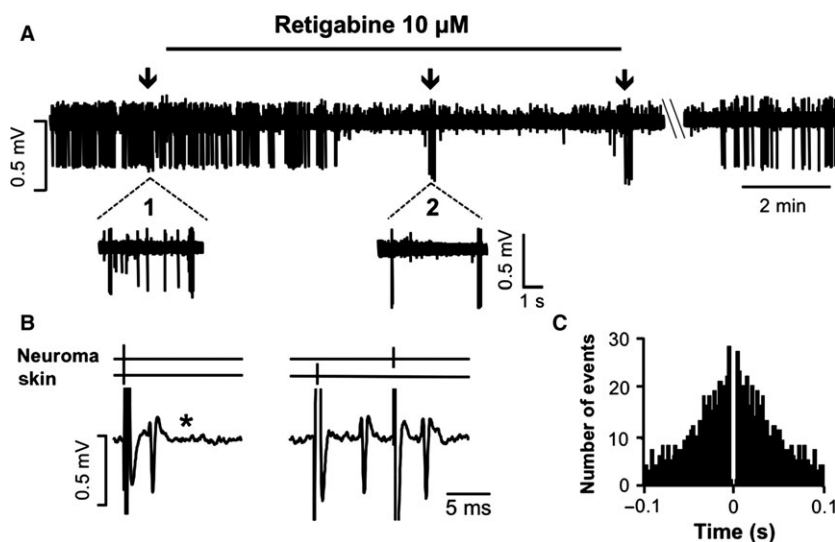 A
Retigabine 10 µM
0.5 mV
2 min
1
2
0.5 mV
1 s
B
Neuroma
skin
*
0.5 mV
5 ms
C
Number of events
30
20
10
0
−0.1
0
0.1
Time (s)